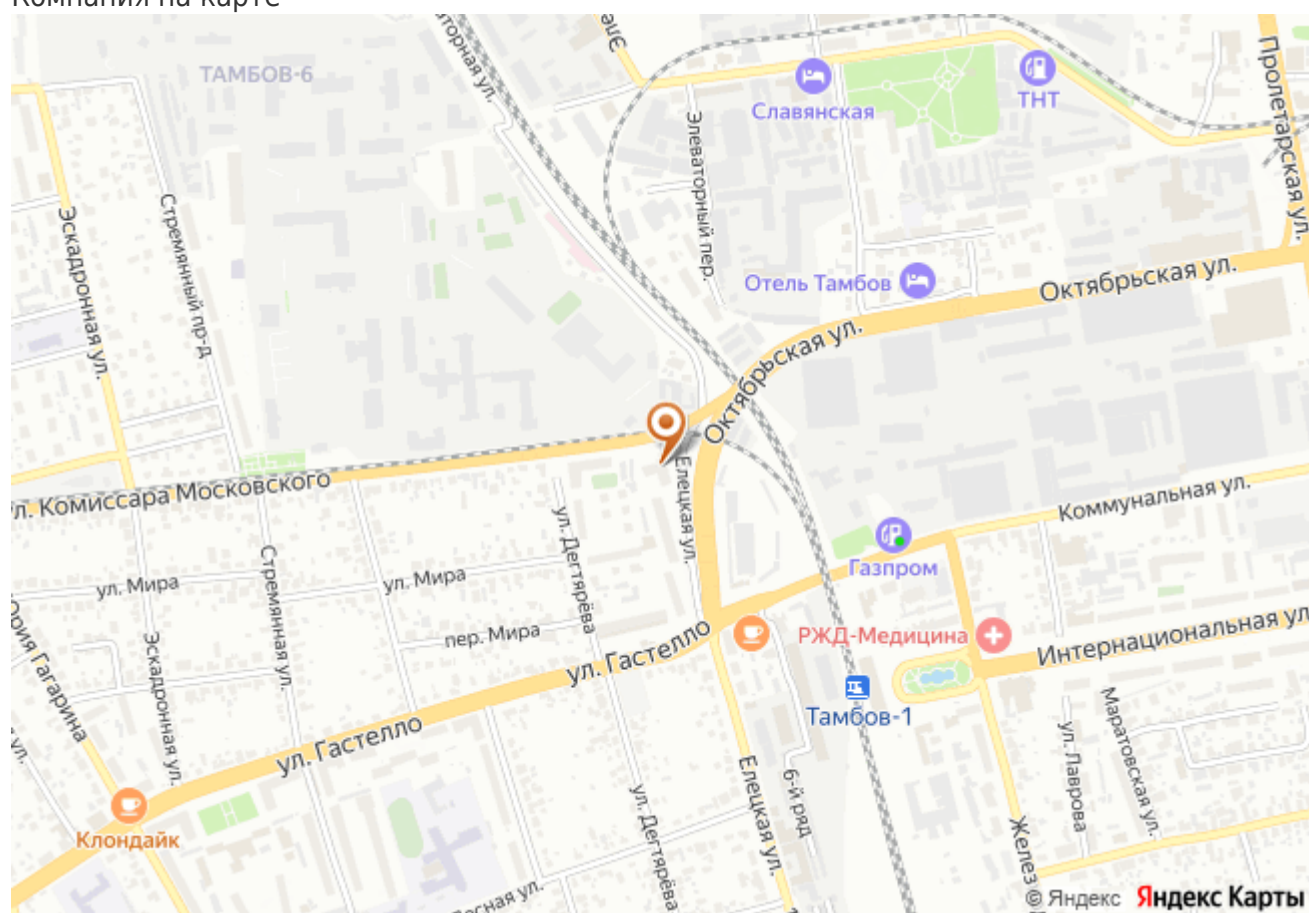 Компания на карте
ТАМБОВ-6
Славянская
ТНТ
Пролетарская ул.
Элеваторный пер.
Эскадронная ул.
Стремянный пр-д
Отель Тамбов
Октябрьская ул.
Октябрьская ул.
ул. Комиссара Московского
Елецкая ул.
Коммунальная ул.
ул. Дегтярёва
Газпром
ул. Мира
ул. Мира
Стремянная ул.
пер. Мира
ул. Гастелло
РЖД-Медицина
Интернациональная ул
Юрия Гагарина
Эскадронная ул.
Тамбов-1
ул. Гастелло
Маратовская ул.
ул. Лаврова
6-й ряд
Елецкая ул.
ул. Дегтярёва
Клондайк
Желез
© Яндекс Яндекс Карты